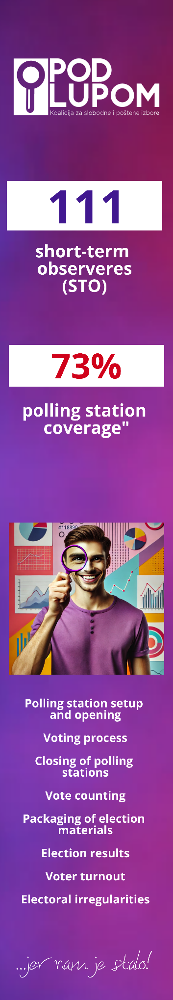 POD
LUPOM
Koalicija za slobodne i poštene izbore
111
short-term
observeres
(STO)
73%
polling station
coverage"
#118890
Polling station setup
and opening
Voting process
Closing of polling
stations
Vote counting
Packaging of election
materials
Election results
Voter turnout
Electoral irregularities
...jer nam je stalo!